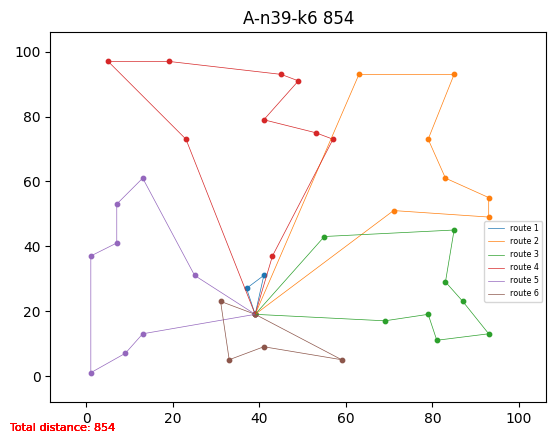 A-n39-k6 854
100
80
60
40
20
0
route 1
route 2
route 3
route 4
route 5
route 6
0 20 40 60 80 100
Total distance: 854